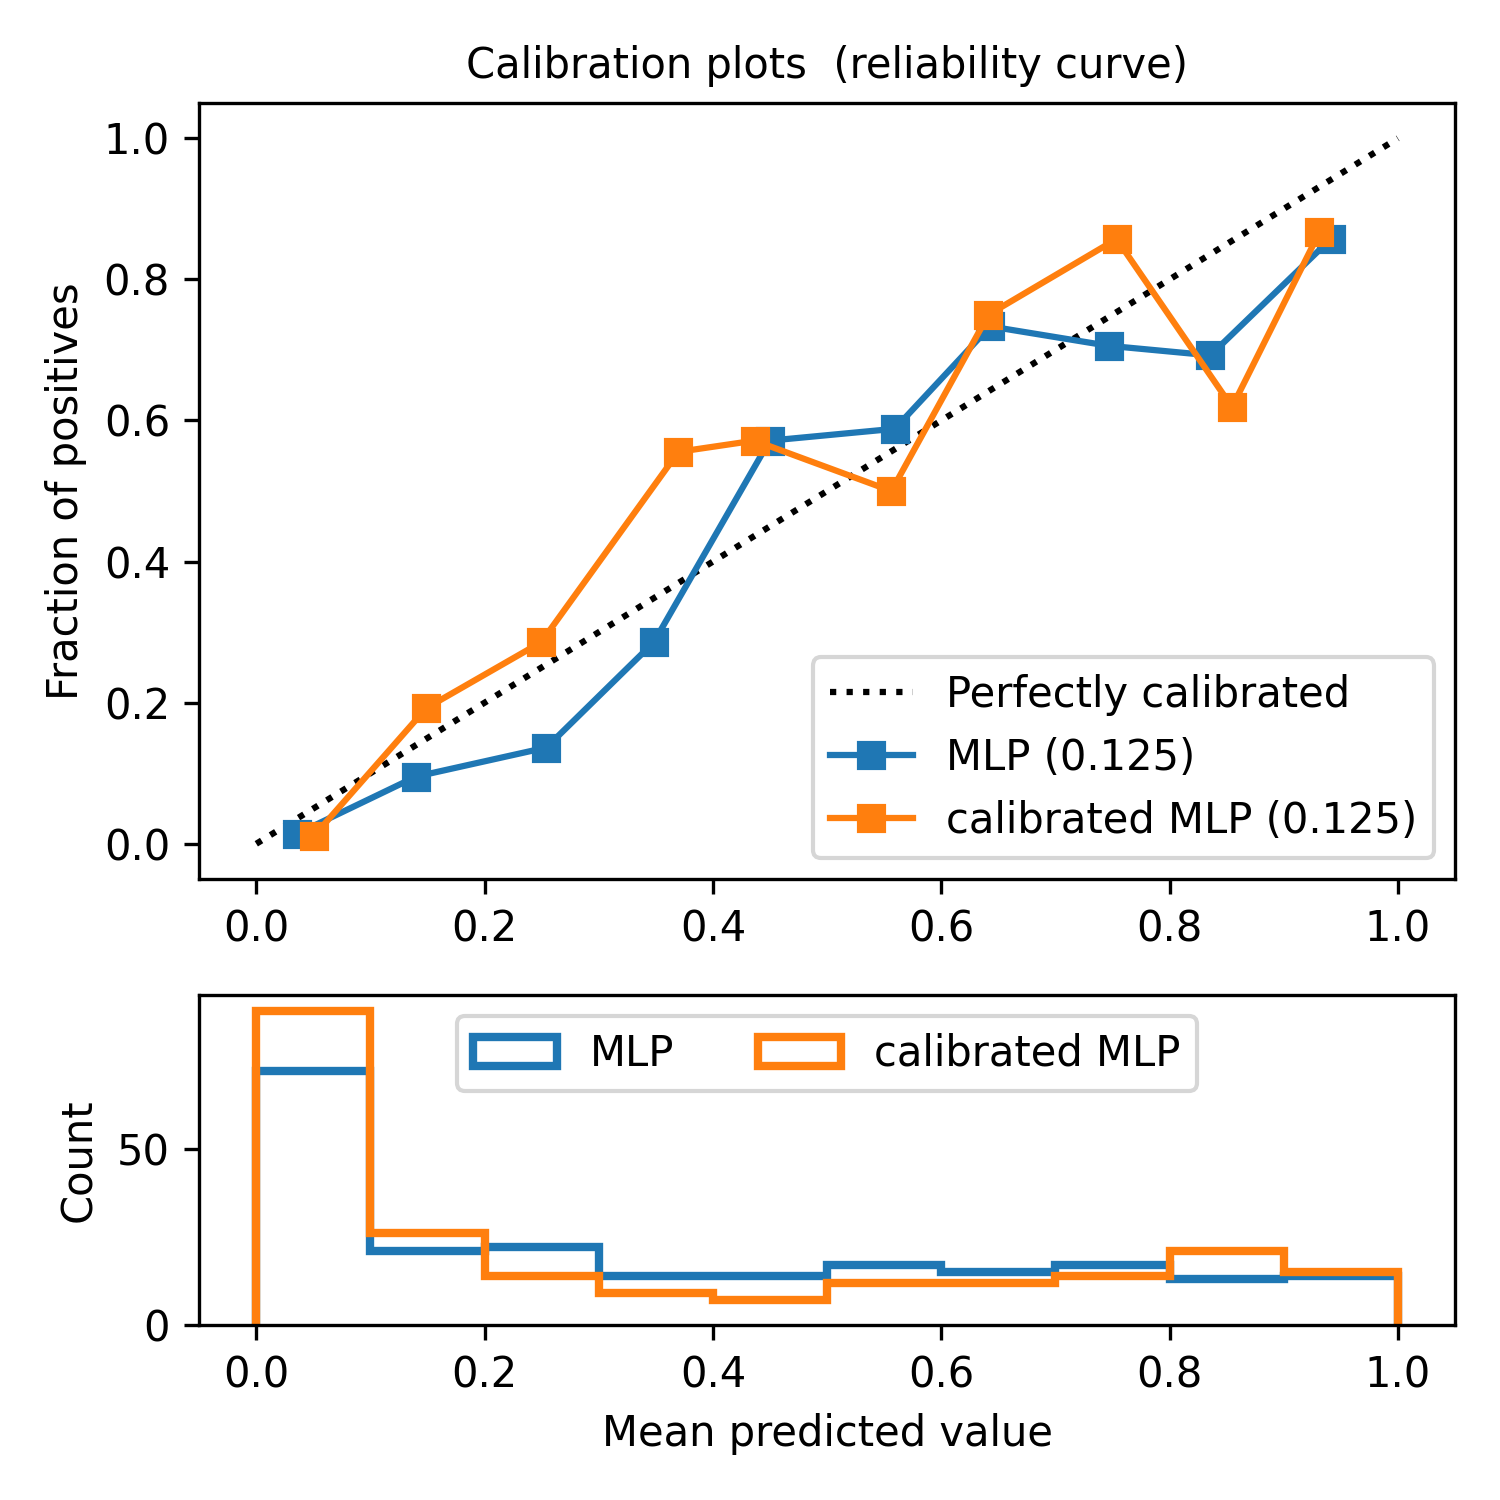 Calibration plots  (reliability curve)
1.0
0.8
0.6
0.4
0.2
0.0
Fraction of positives
Perfectly calibrated
MLP (0.125)
calibrated MLP (0.125)
0.0 0.2 0.4 0.6 0.8 1.0
MLP calibrated MLP
50
0
Count
0.0 0.2 0.4 0.6 0.8 1.0
Mean predicted value